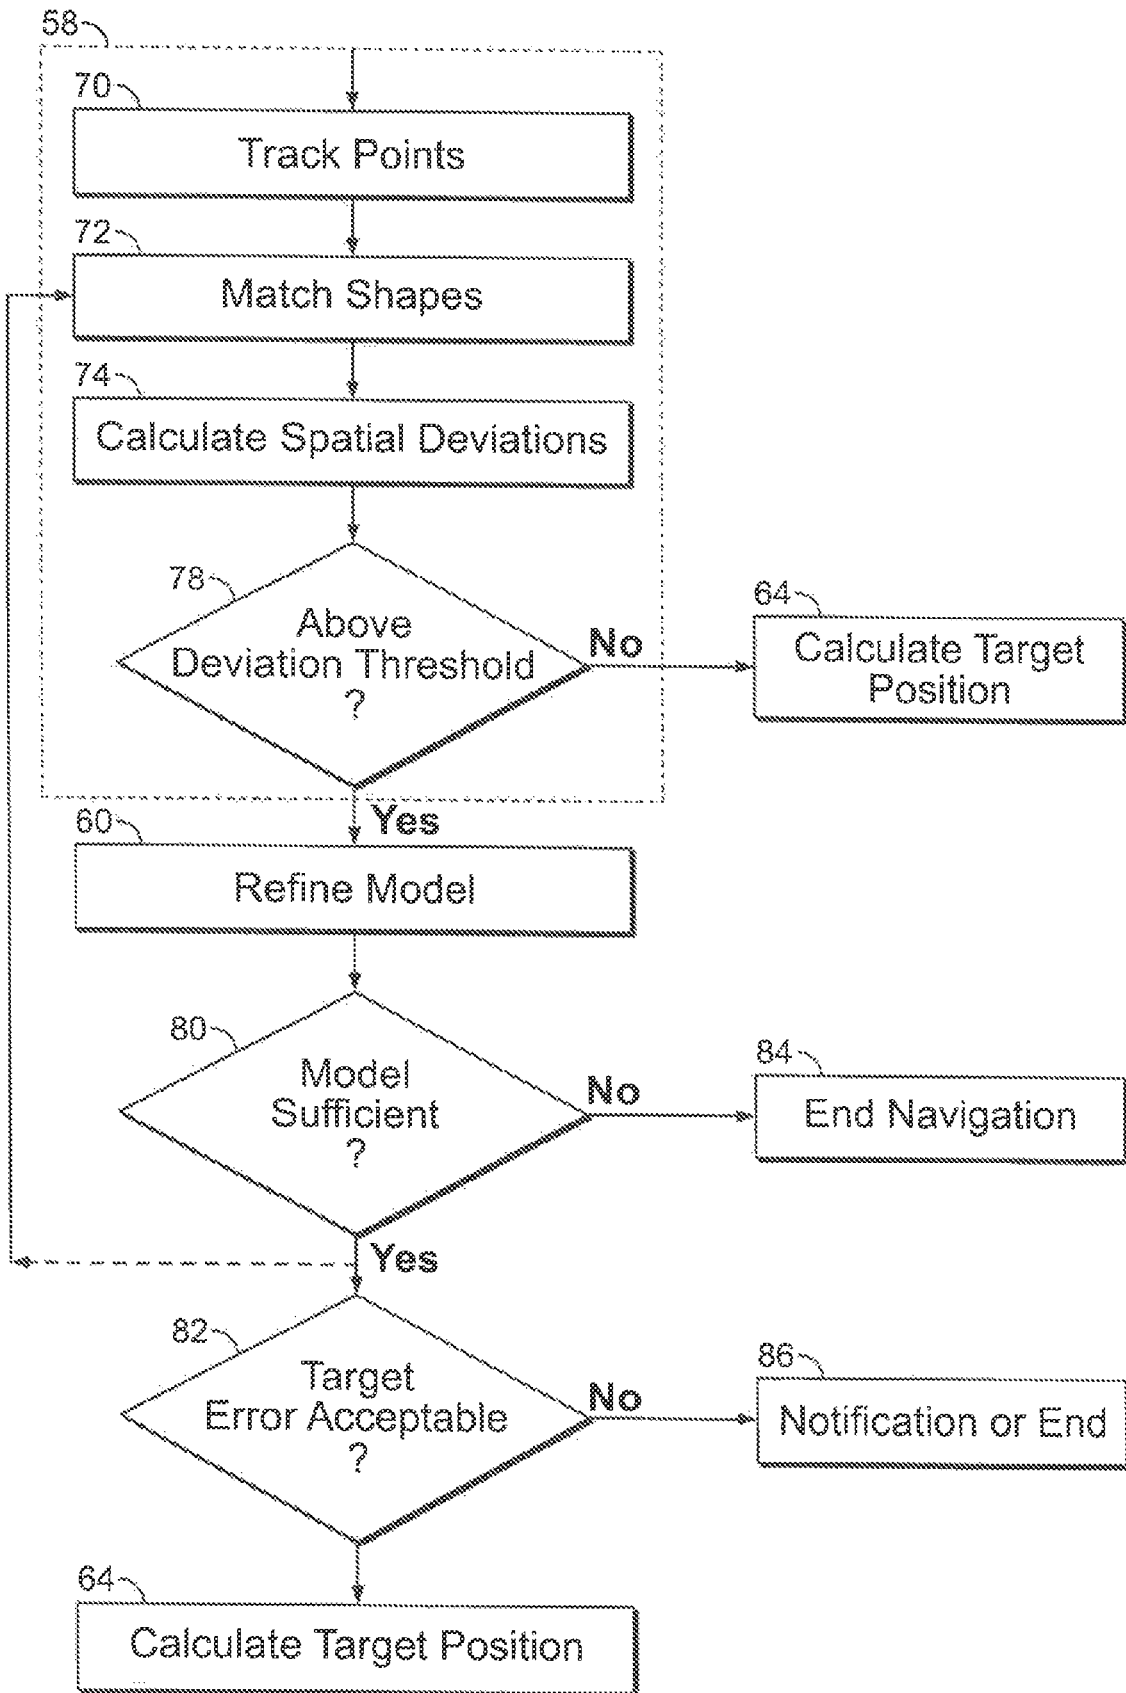 58
70
Track Points
72
Match Shapes
74
Calculate Spatial Deviations
78
Above
Deviation Threshold
?
No
64
Calculate Target
Position
Yes
60
Refine Model
80
Model
Sufficient
?
No
84
End Navigation
Yes
82
Target
Error Acceptable
?
No
86
Notification or End
64
Calculate Target Position